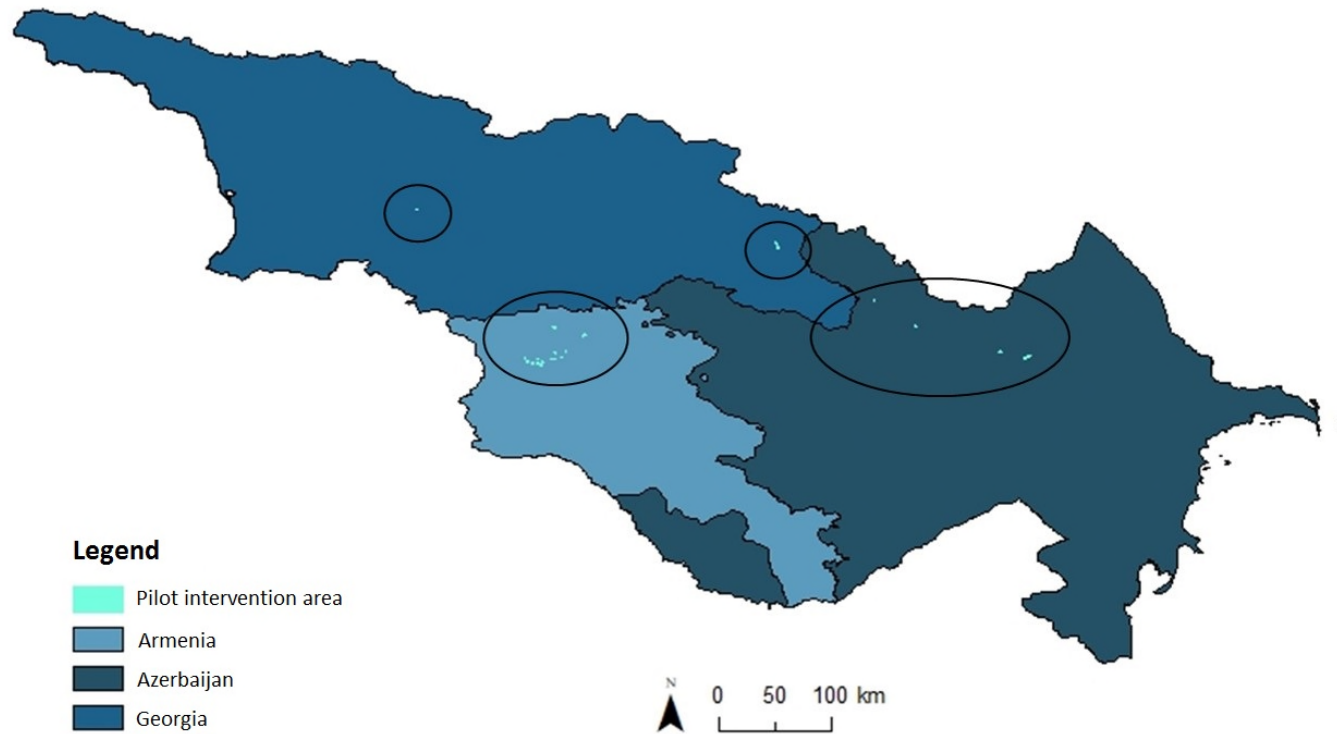 Legend
Pilot intervention area
Armenia
Azerbaijan
Georgia
N
0 50 100 km